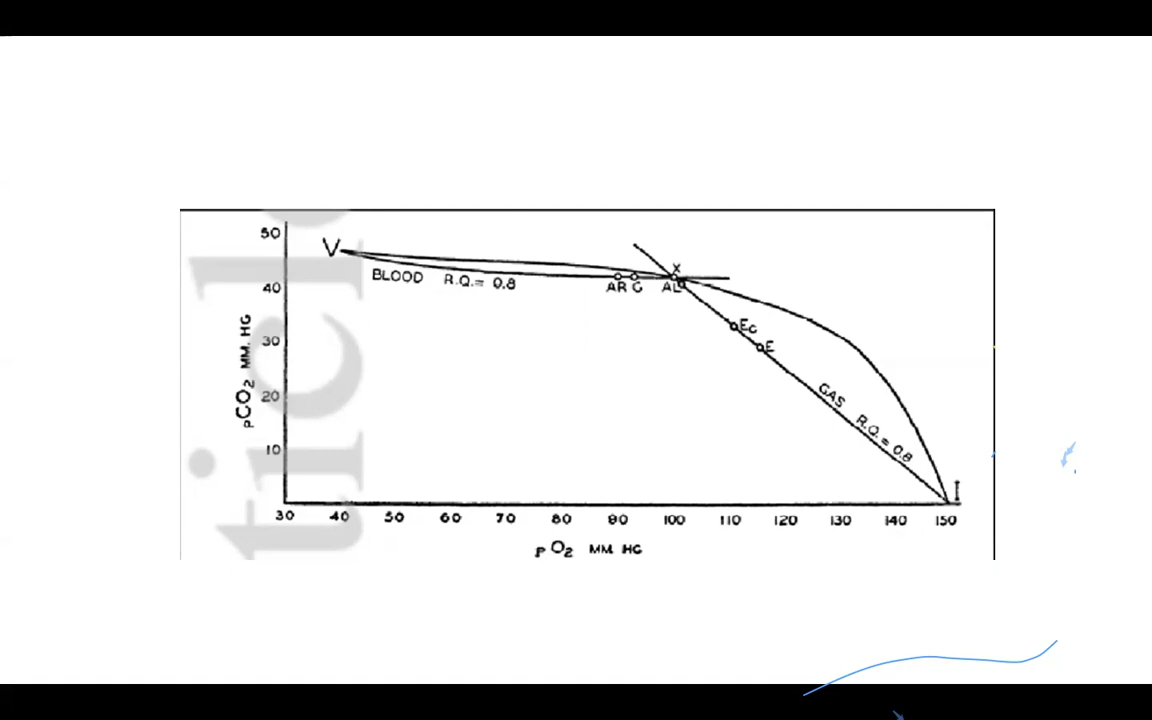 50
V
X
BLOOD R.Q.= 0.8
40
AR C AL
pCO2 MM. HG
30
Ec
E
20
GAS R.Q.= 0.8
10
I
30 40 50 60 70 80 90 100 110 120 130 140 150
pO2 MM. HG
ticl